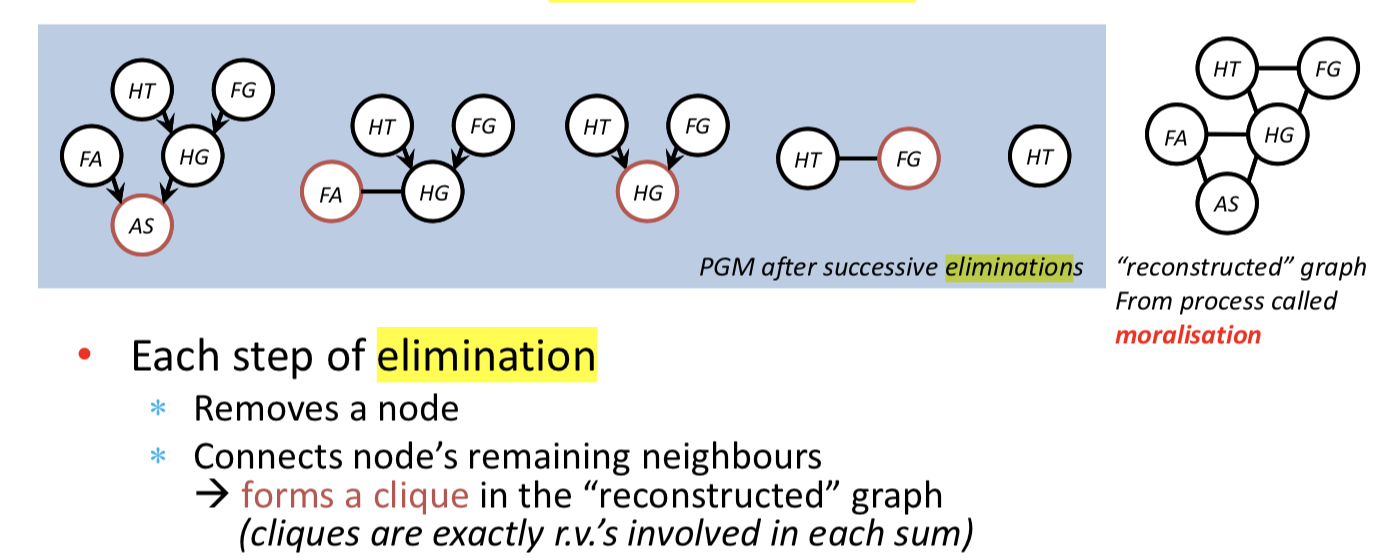 HT FG HT FG
HT FG HT FG
FA HG FA HG HT FG HT
FA HG HG
AS AS
PGM after successive eliminations
"reconstructed" graph
From process called
moralisation
• Each step of elimination
* Removes a node
* Connects node's remaining neighbours
→ forms a clique in the "reconstructed" graph
(cliques are exactly r.v.'s involved in each sum)